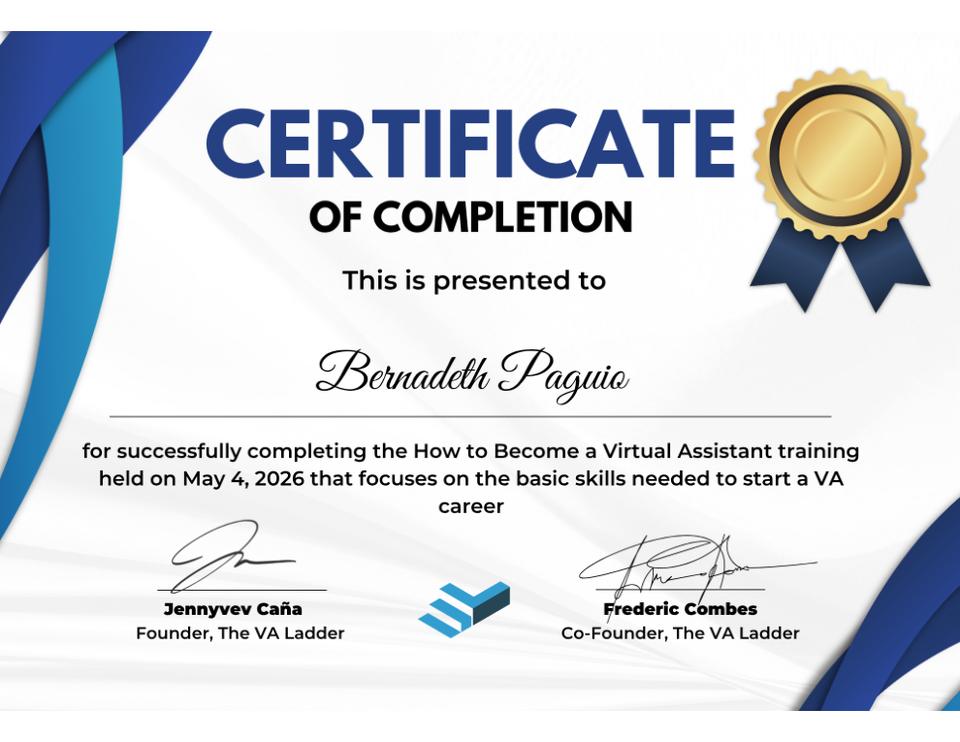 CERTIFICATE
OF COMPLETION
This is presented to
Bernadeth Paguio
for successfully completing the How to Become a Virtual Assistant training
held on May 4, 2026 that focuses on the basic skills needed to start a VA
career
Jennyvev Caña
Founder, The VA Ladder
Frederic Combes
Co-Founder, The VA Ladder